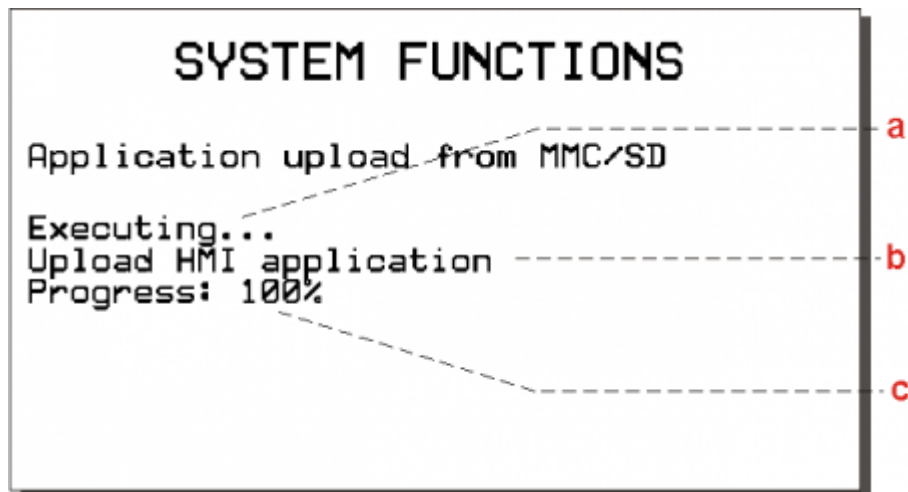 SYSTEM FUNCTIONS
a
Application upload from MMC/SD
Executing...
Upload HMI application
b
Progress: 100%
c